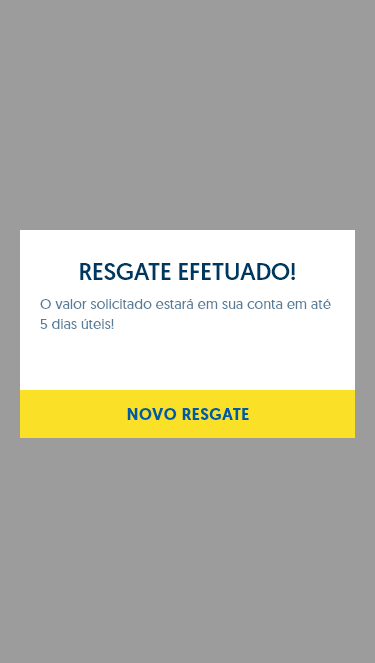 RESGATE EFETUADO!
O valor solicitado estará em sua conta em até
5 dias úteis!
NOVO RESGATE